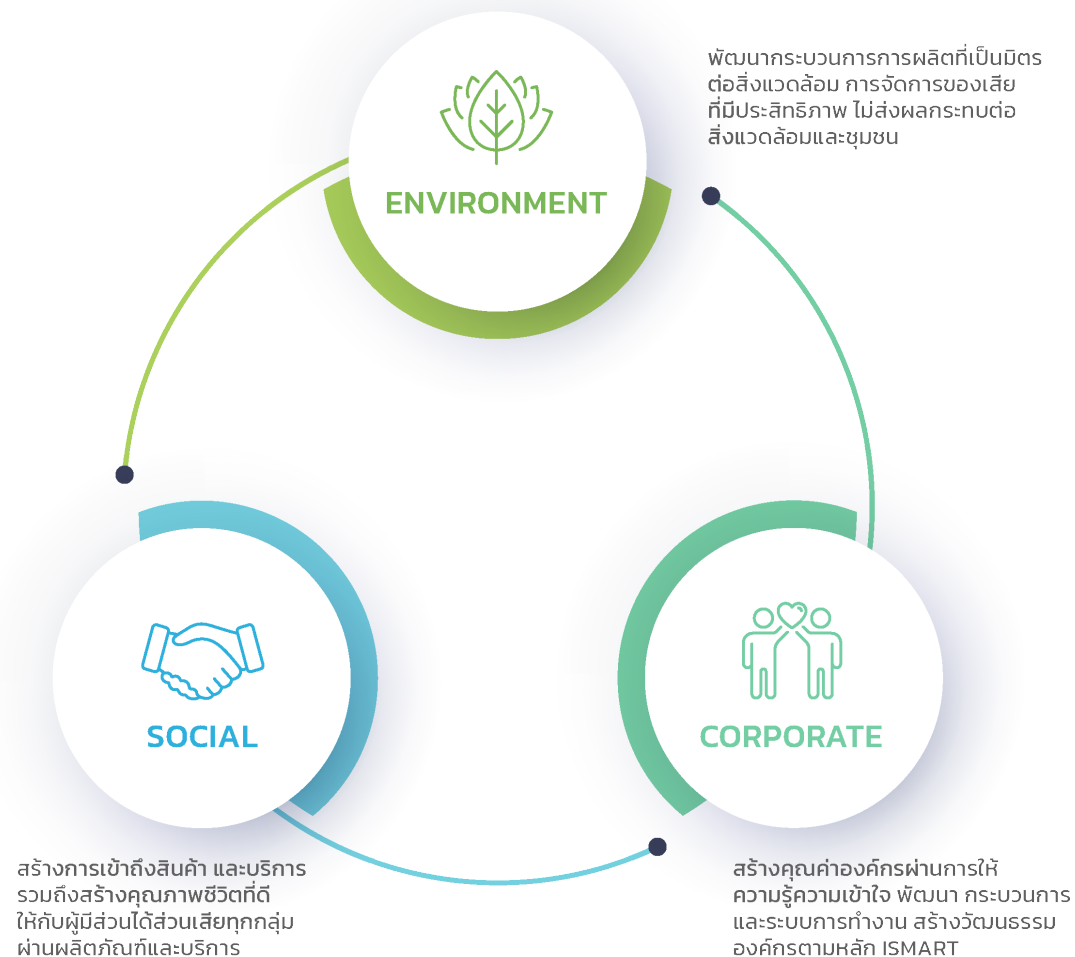 ENVIRONMENT
พัฒนากระบวนการการผลิตที่เป็นมิตร
ต่อสิ่งแวดล้อม การจัดการของเสีย
ที่มีประสิทธิภาพ ไม่ส่งผลกระทบต่อ
สิ่งแวดล้อมและชุมชน
SOCIAL
สร้างการเข้าถึงสินค้า และบริการ
รวมถึงสร้างคุณภาพชีวิตที่ดี
ให้กับผู้มีส่วนได้ส่วนเสียทุกกลุ่ม
ผ่านผลิตภัณฑ์และบริการ
CORPORATE
สร้างคุณค่าองค์กรผ่านการให้
ความรู้ความเข้าใจ พัฒนา กระบวนการ
และระบบการทำงาน สร้างวัฒนธรรม
องค์กรตามหลัก ISMART